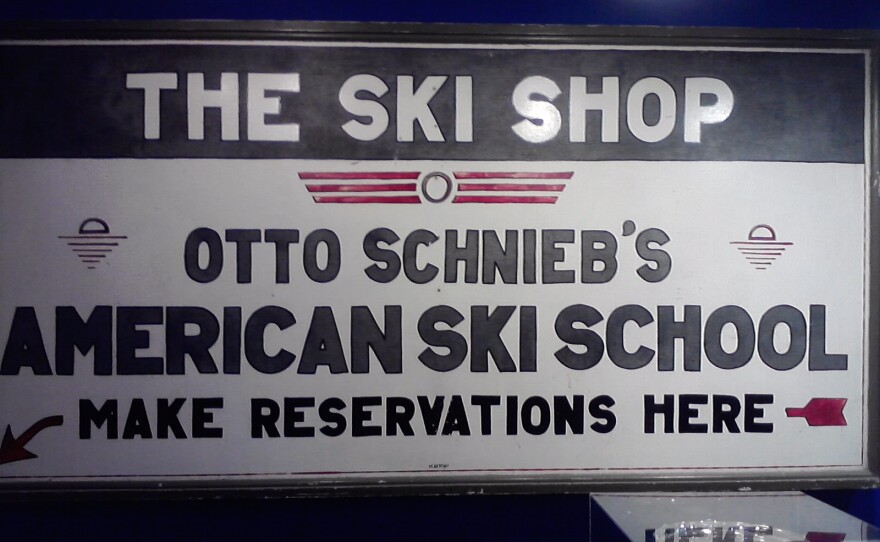 THE SKI SHOP
OTTO SCHNIEB'S
AMERICAN SKI SCHOOL
MAKE RESERVATIONS HERE